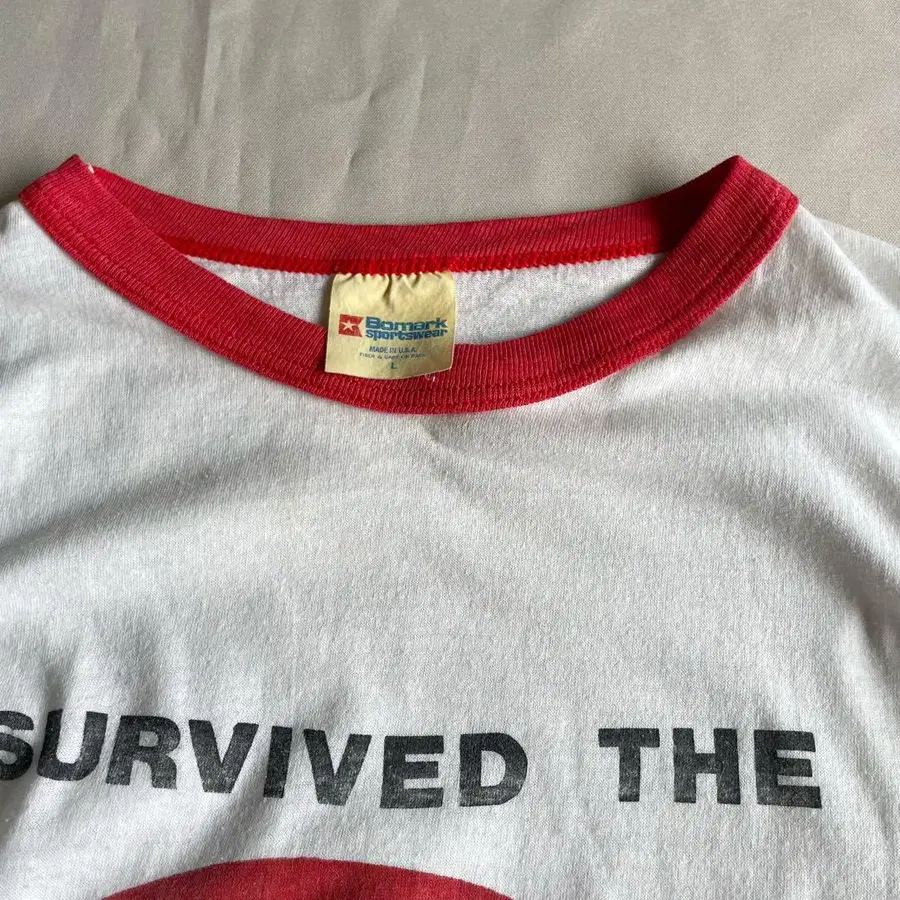 Bomark
sportswear
MADE IN U.S.A.
L
SURVIVED THE